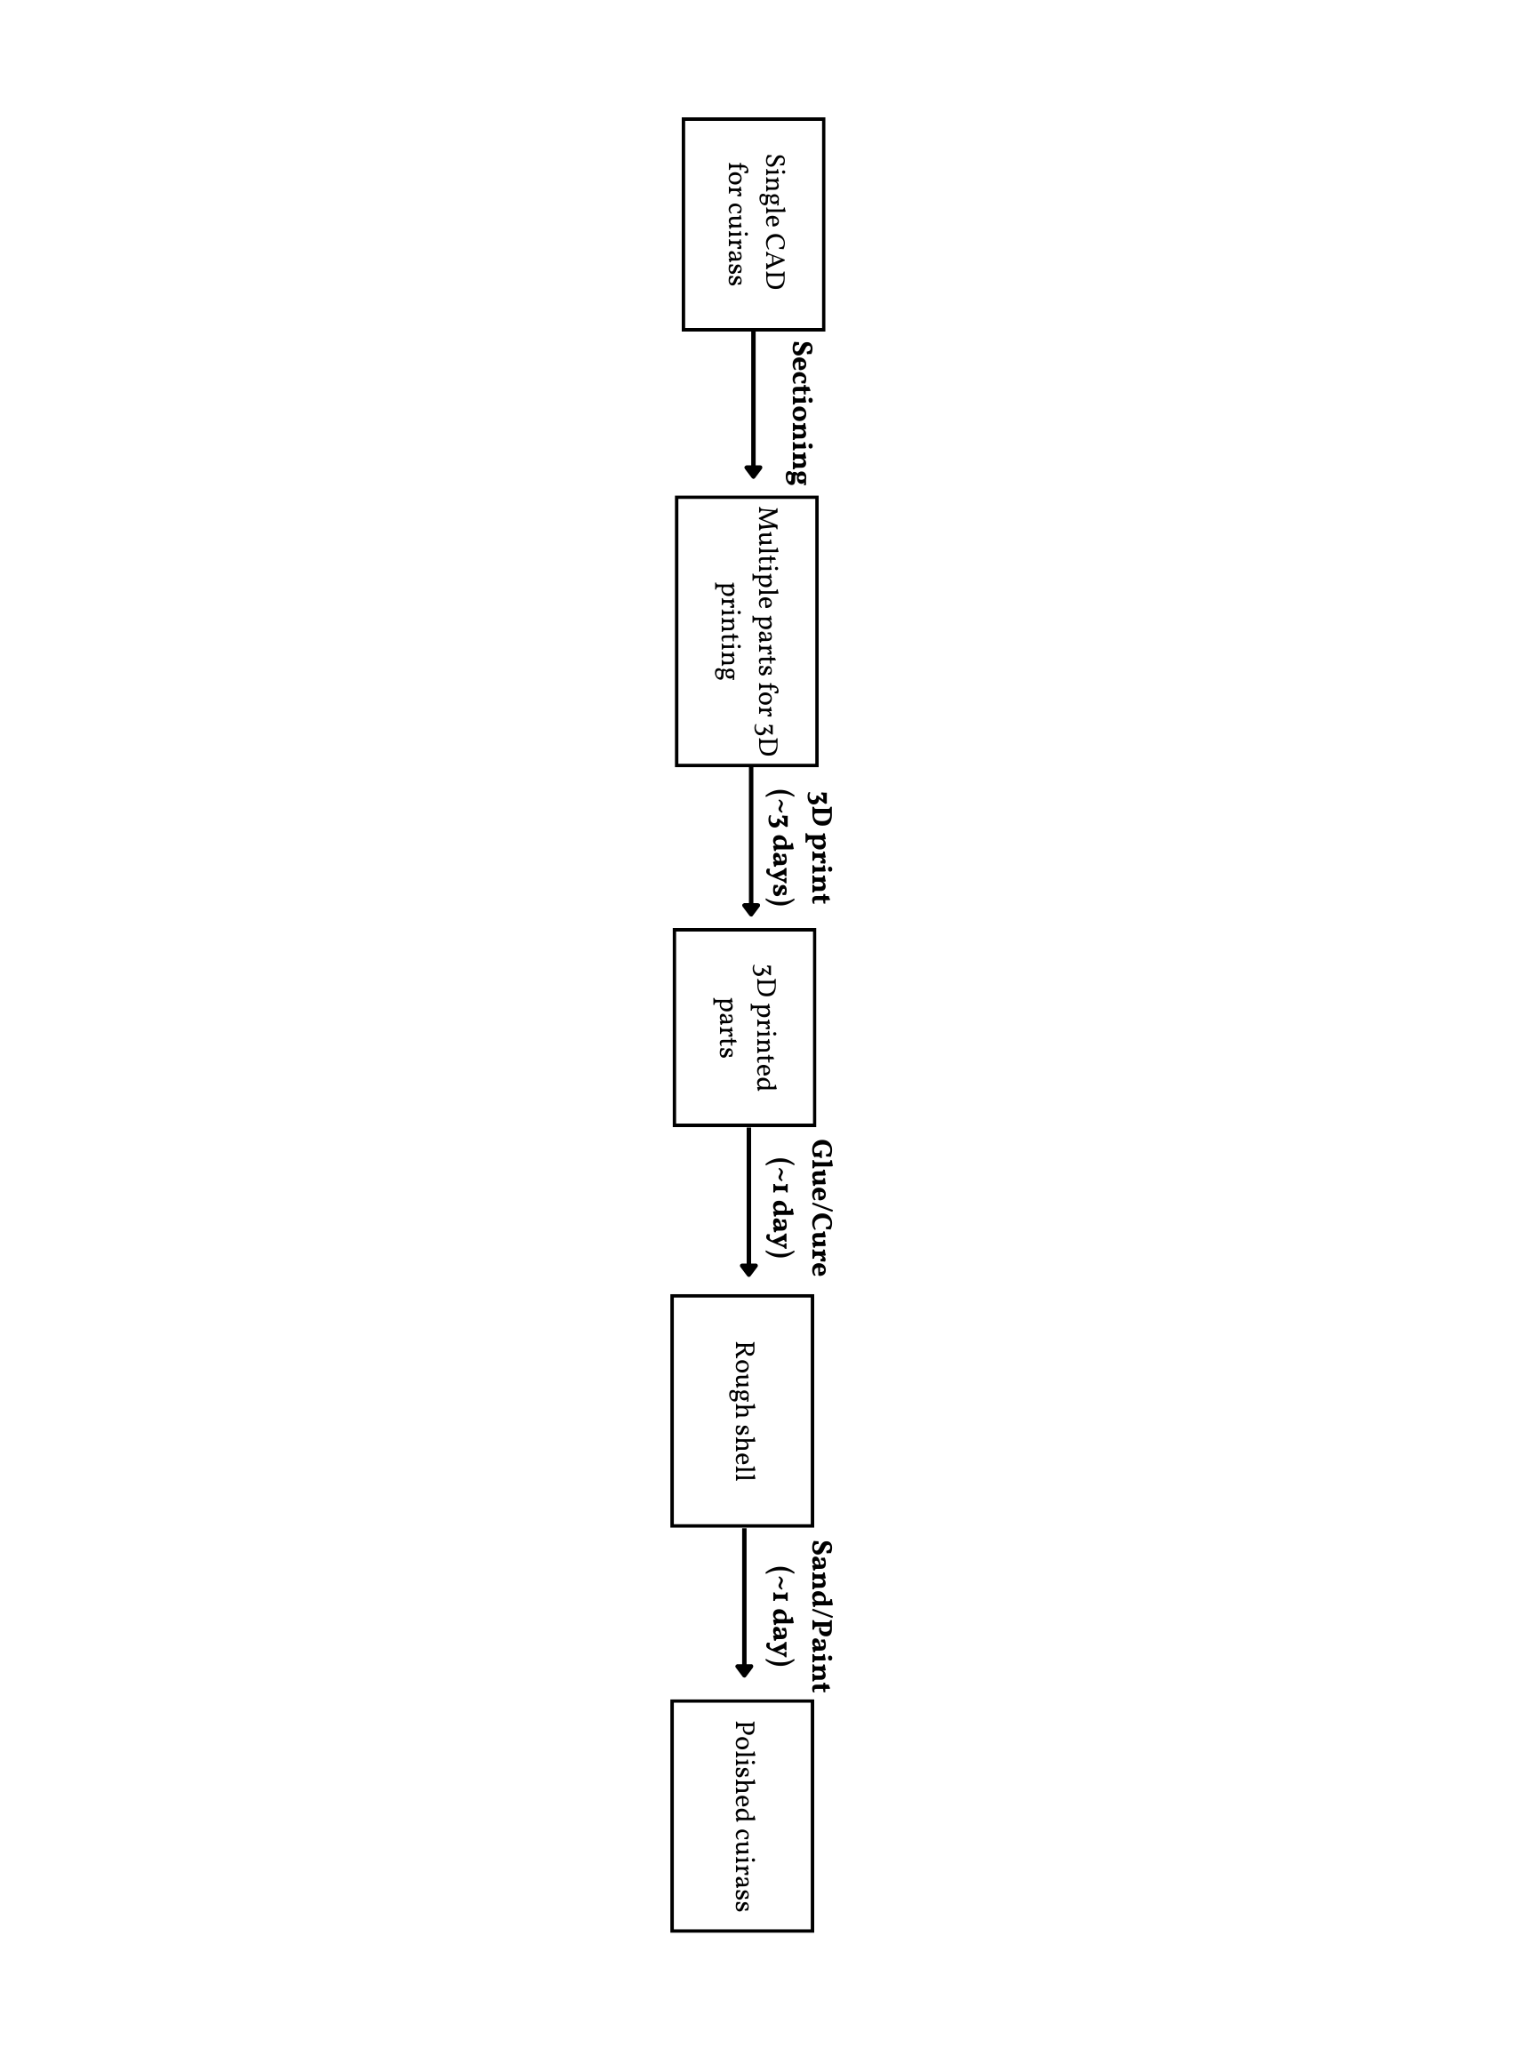 Single CAD
for cuirass
Sectioning
Multiple parts for 3D
printing
3D print
(~3 days)
3D printed
parts
Glue/Cure
(~1 day)
Rough shell
Sand/Paint
(~1 day)
Polished cuirass